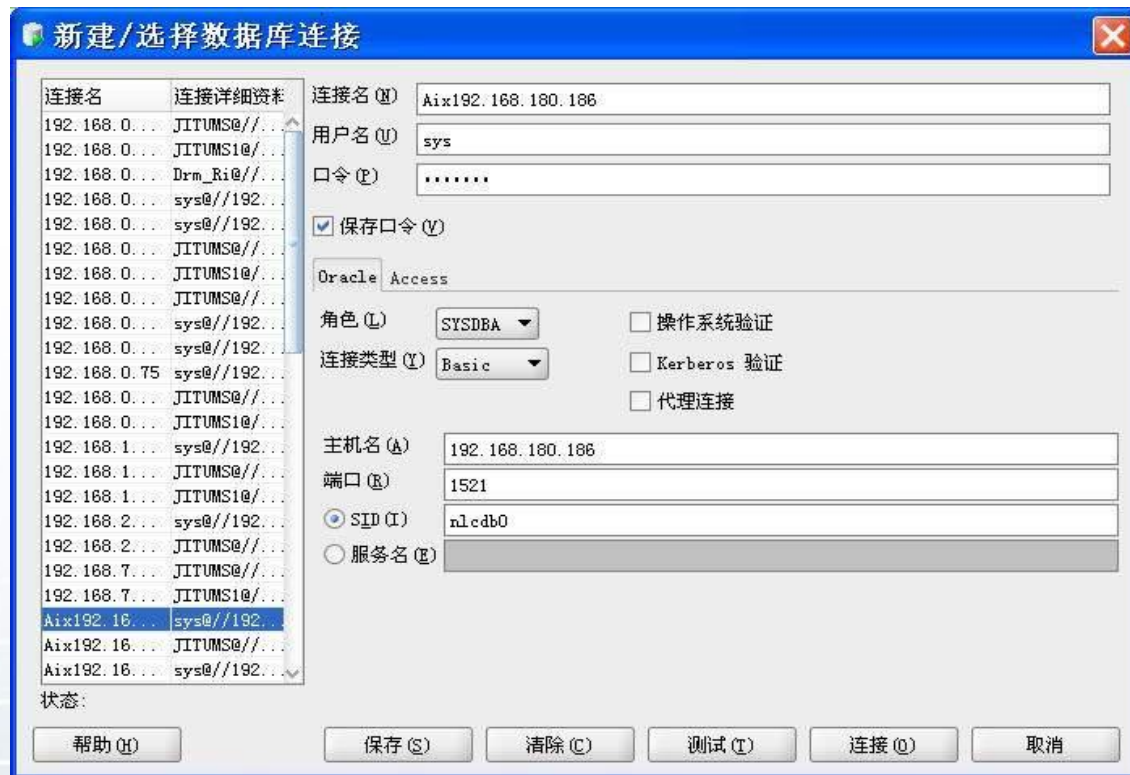 新建/选择数据库连接
连接名 连接详细资料
192.168.0... JITUMS@//...
192.168.0... JITUMS1@/...
192.168.0... Drm_Ri@//...
192.168.0... sys@//192...
192.168.0... sys@//192...
192.168.0... JITUMS@//...
192.168.0... JITUMS1@/...
192.168.0... JITUMS@//...
192.168.0... sys@//192...
192.168.0... sys@//192...
192.168.0.75 sys@//192...
192.168.0... JITUMS@//...
192.168.0... JITUMS1@/...
192.168.1... sys@//192...
192.168.1... JITUMS@//...
192.168.1... JITUMS1@/...
192.168.2... sys@//192...
192.168.2... JITUMS@//...
192.168.7... JITUMS@//...
192.168.7... JITUMS1@/...
Aix192.16... sys@//192...
Aix192.16... JITUMS@//...
Aix192.16... sys@//192...
状态:
连接名(N) Aix192.168.180.186
用户名(U) sys
口令(P) •••••••
保存口令(V)
Oracle Access
角色(L) SYSDBA 操作系统验证
连接类型(Y) Basic Kerberos 验证
代理连接
主机名(A) 192.168.180.186
端口(R) 1521
SID(I) nlcdb0
服务名(E)
帮助(H) 保存(S) 清除(C) 测试(T) 连接(O) 取消